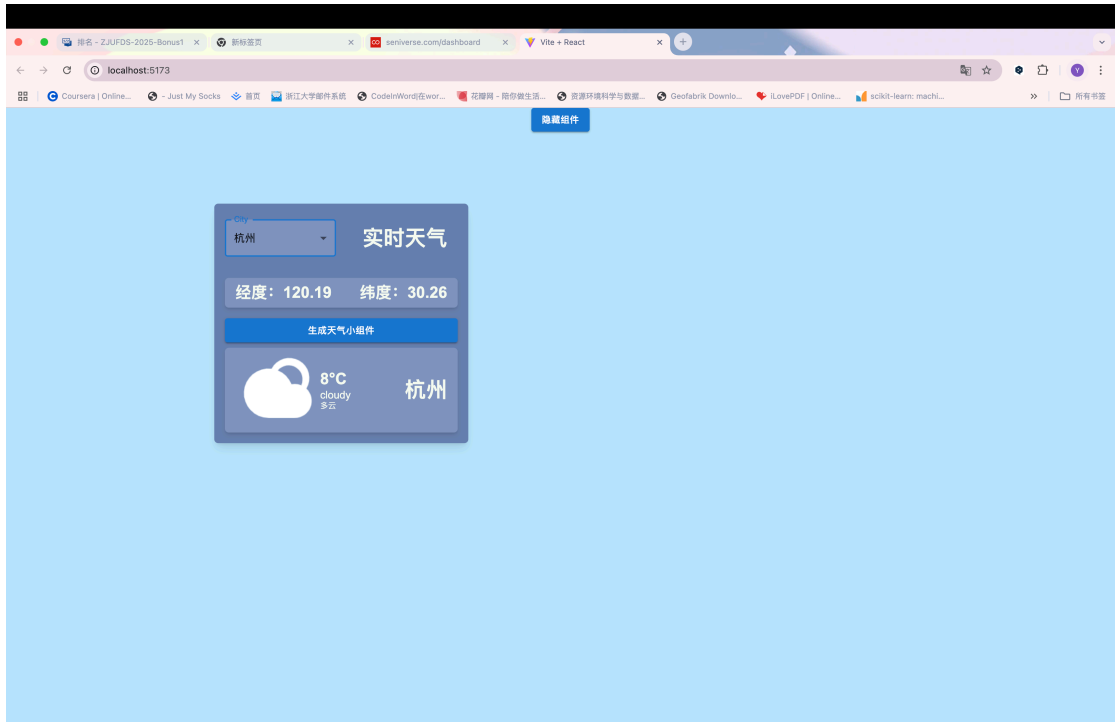 排名 - ZJUFDS-2025-Bonus1
新标签页
seniverse.com/dashboard
Vite + React
localhost:5173
Y
Coursera | Online...
- Just My Socks
首页
浙江大学邮件系统
CodeInWord(在wor...
花瓣网 - 陪你做生活...
资源环境科学与数据...
Geofabrik Downlo...
iLovePDF | Online...
scikit-learn: machi...
所有书签
隐藏组件
City
杭州
实时天气
经度：120.19 纬度：30.26
生成天气小组件
8°C
cloudy
多云
杭州